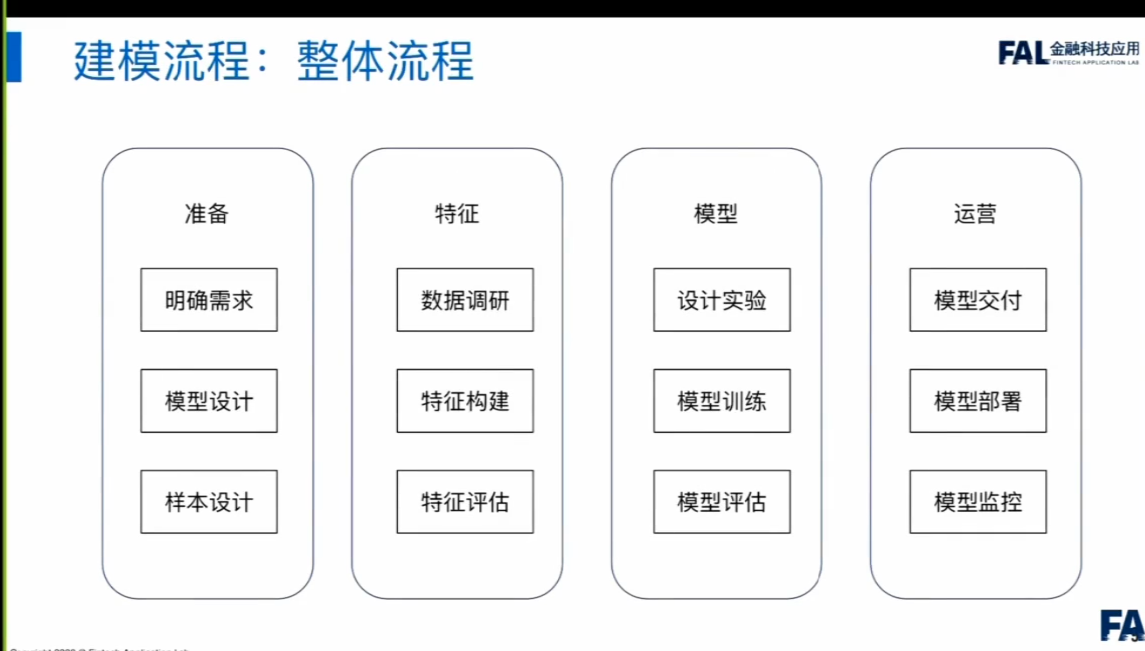 建模流程：整体流程
FAL 金融科技应用
FINTECH APPLICATION LAB
准备
明确需求
模型设计
样本设计
特征
数据调研
特征构建
特征评估
模型
设计实验
模型训练
模型评估
运营
模型交付
模型部署
模型监控
FA